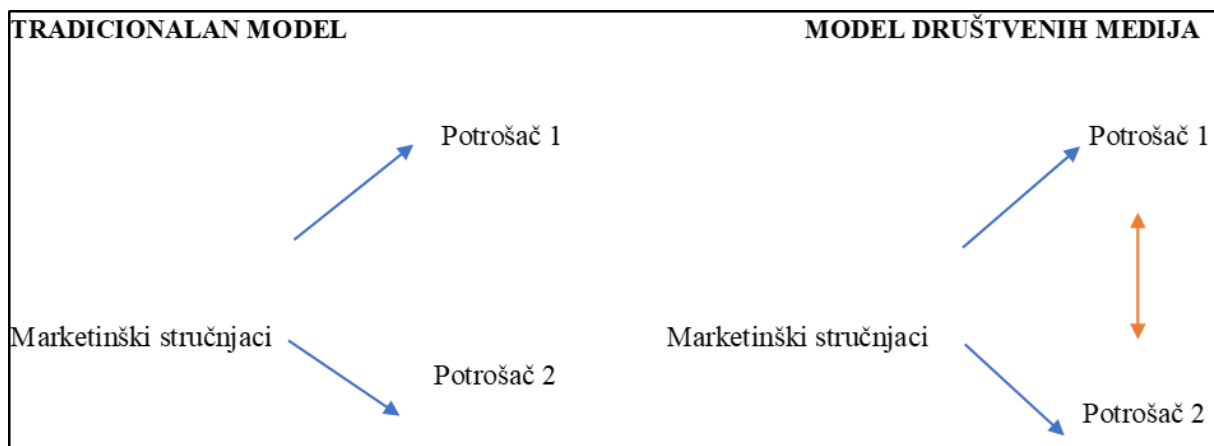 TRADICIONALAN MODEL
MODEL DRUŠTVENIH MEDIJA
Potrošač 1
Potrošač 1
Marketinški stručnjaci
Marketinški stručnjaci
Potrošač 2
Potrošač 2